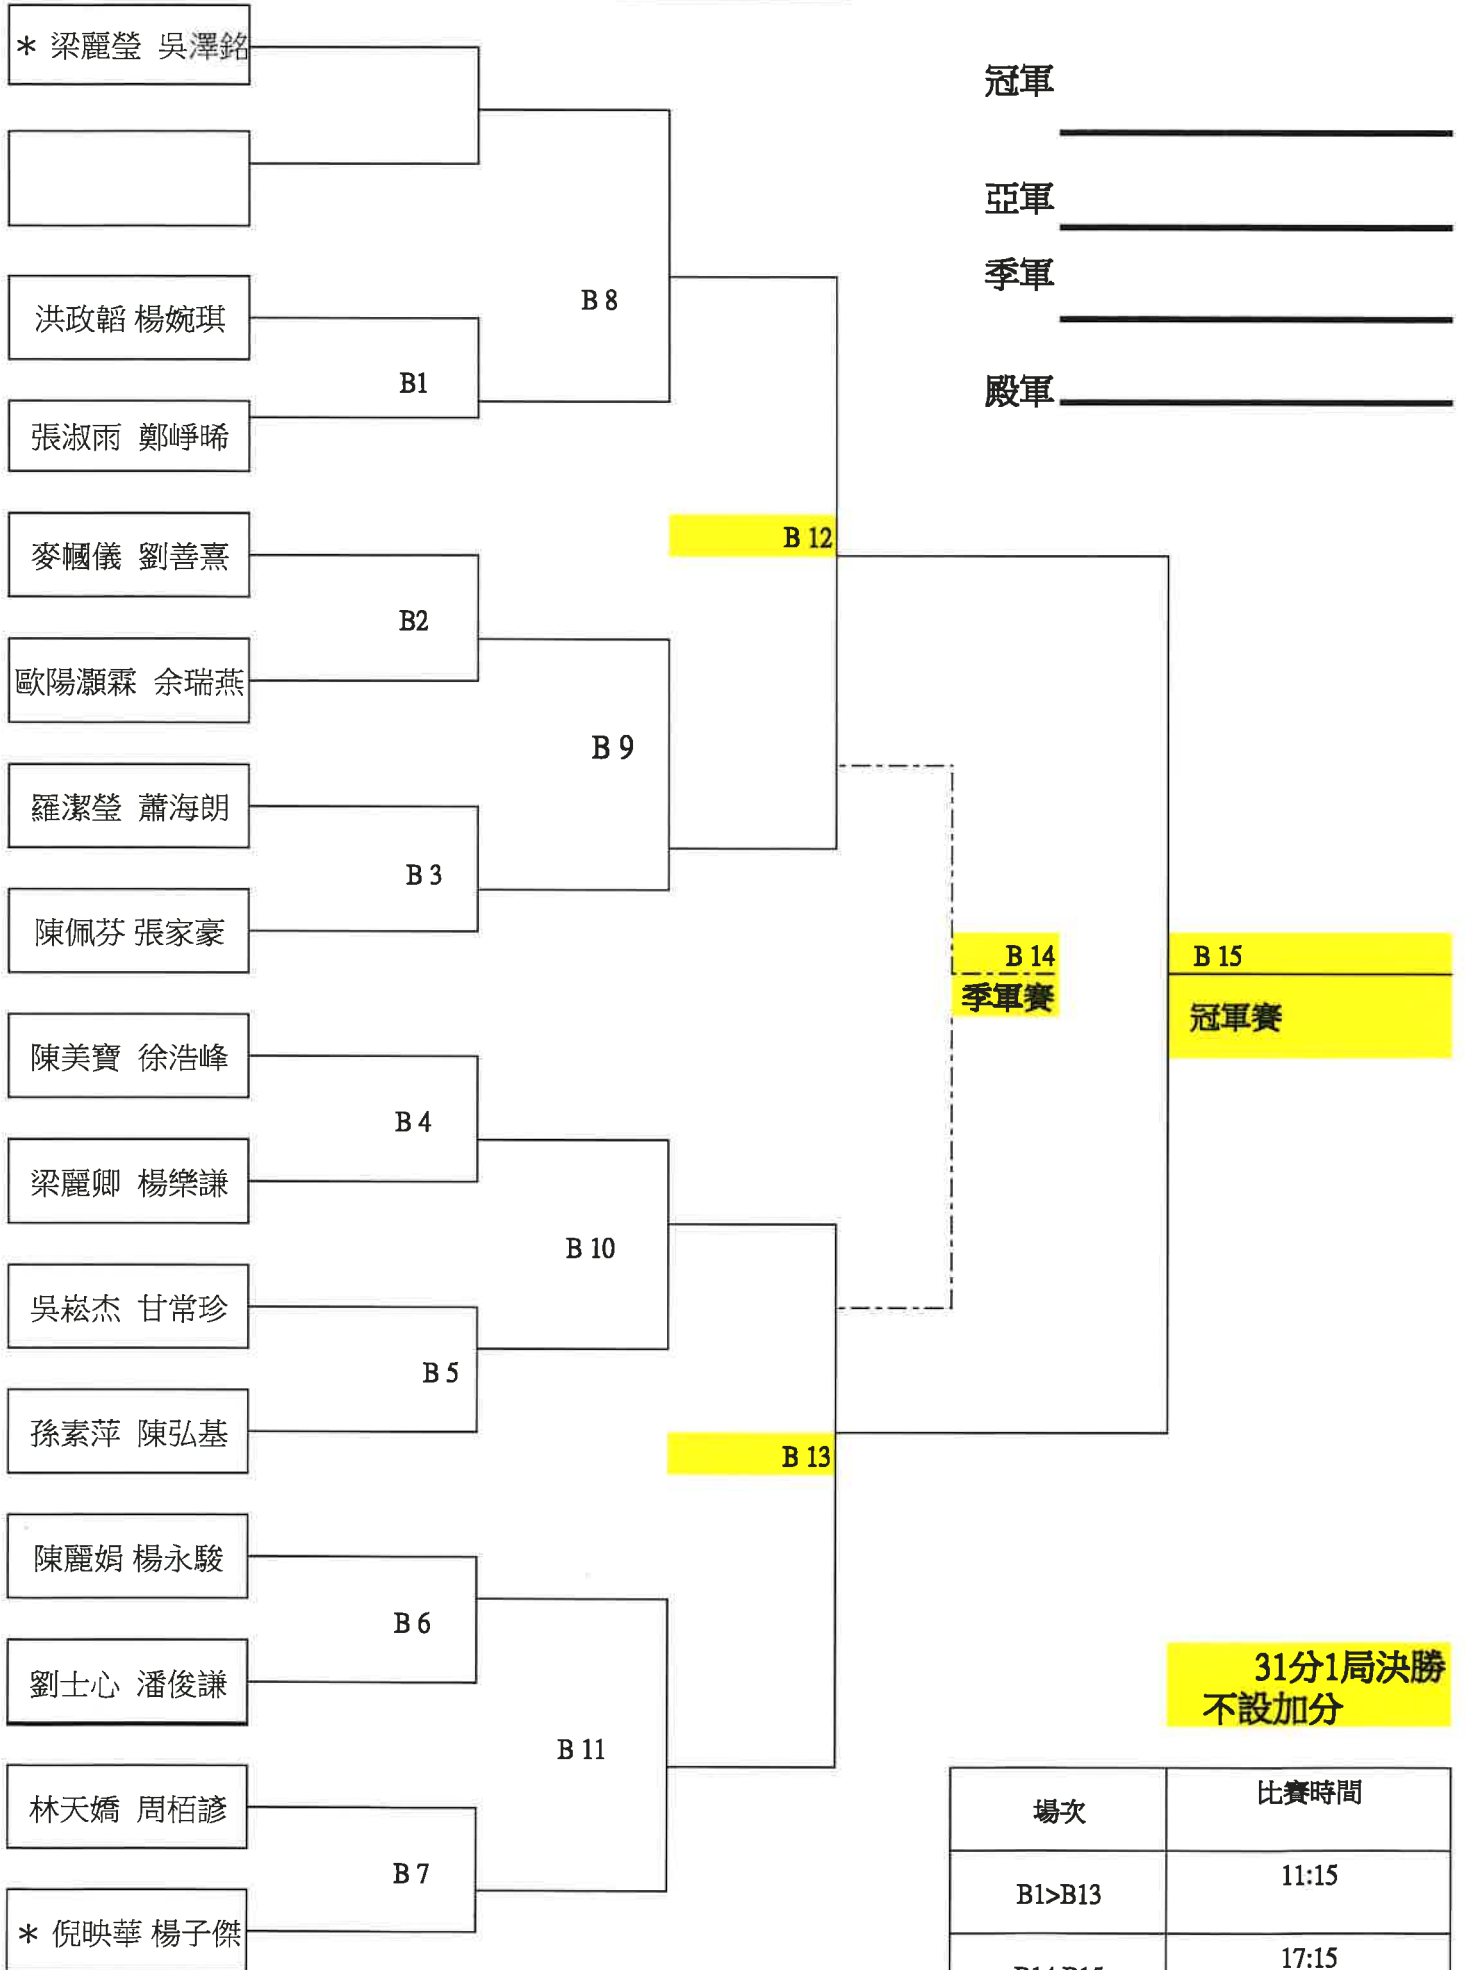 * 梁麗瑩 吳澤銘
冠軍
亞軍
季軍
殿軍
B 8
洪政韜 楊婉琪
B1
張淑雨 鄭崢晞
B 12
麥幗儀 劉善熹
B2
歐陽灝霖 余瑞燕
B 9
羅潔瑩 蕭海朗
B 3
陳佩芬 張家豪
B 14
季軍賽
B 15
冠軍賽
陳美寶 徐浩峰
B 4
梁麗卿 楊樂謙
B 10
吳崧杰 甘常珍
B 5
孫素萍 陳弘基
B 13
陳麗娟 楊永駿
B 6
劉士心 潘俊謙
B 11
林天嬌 周栢諺
B 7
* 倪映華 楊子傑
31分1局決勝
不設加分
場次 比賽時間
B1>B13 11:15
17:15